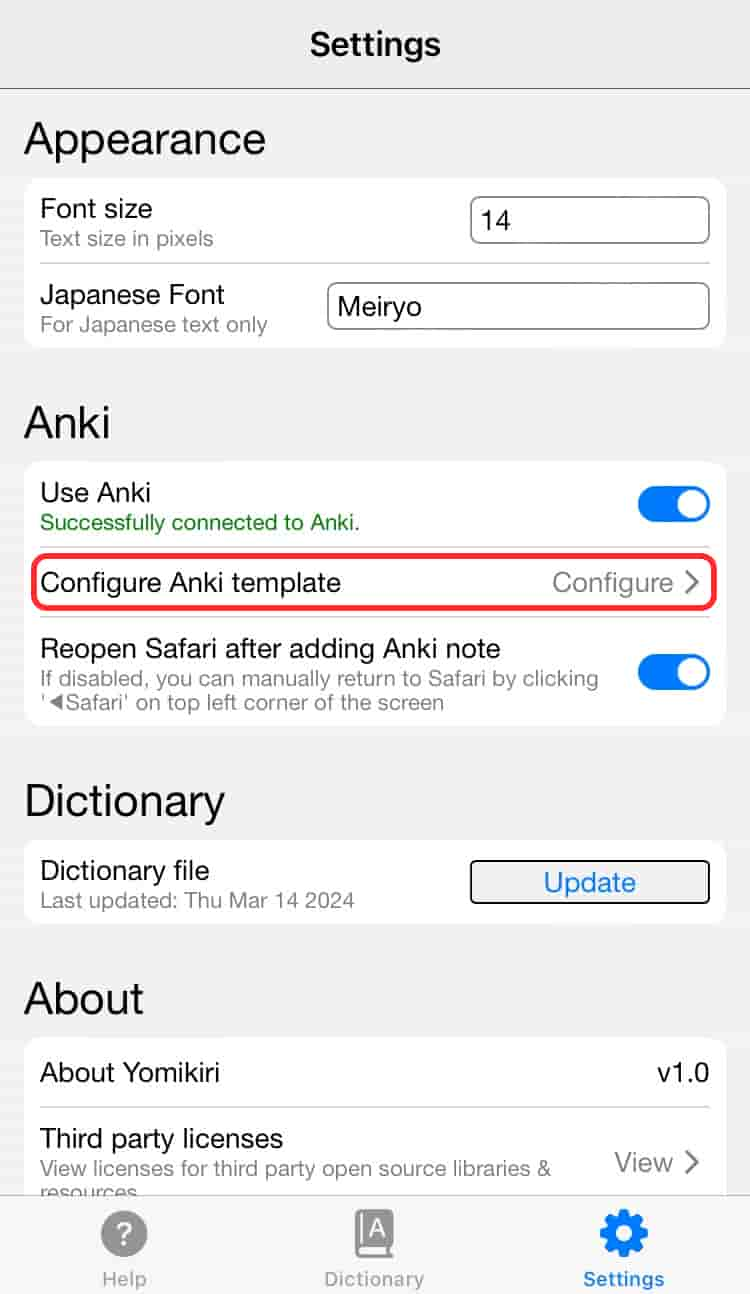 Settings
Appearance
Font size
Text size in pixels
14
Japanese Font
For Japanese text only
Meiryo
Anki
Use Anki
Successfully connected to Anki.
Configure Anki template
Configure
Reopen Safari after adding Anki note
If disabled, you can manually return to Safari by clicking
'◀Safari' on top left corner of the screen
Dictionary
Dictionary file
Last updated: Thu Mar 14 2024
Update
About
About Yomikiri
v1.0
Third party licenses
View licenses for third party open source libraries &
resources
View
?
A
Help
Dictionary
Settings